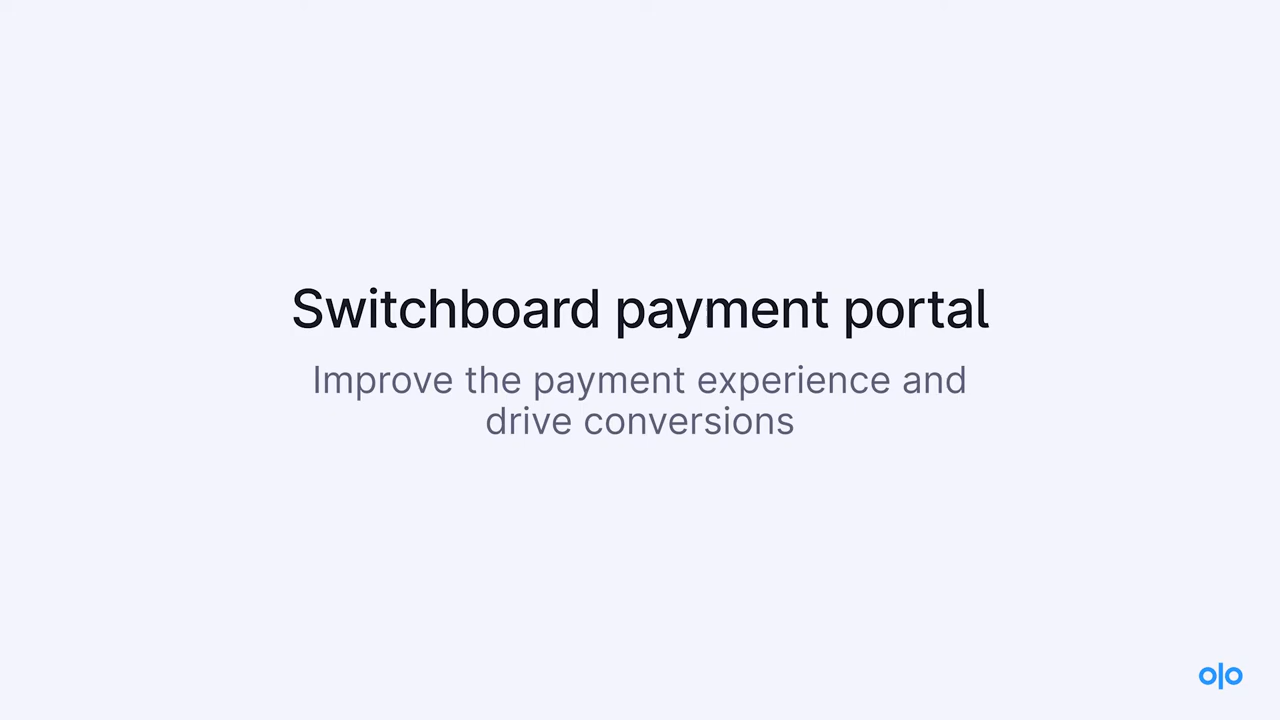 Switchboard payment portal
Improve the payment experience and
drive conversions
olo